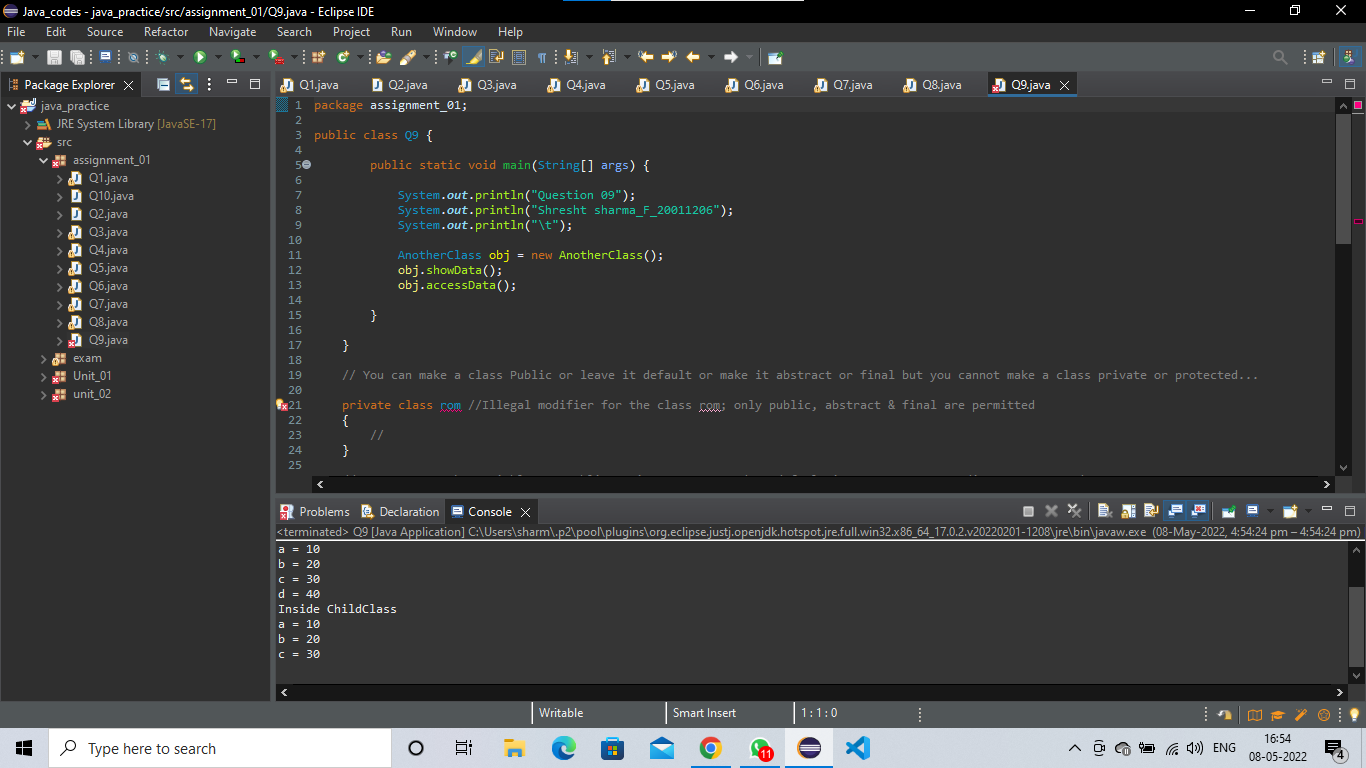 Java_codes - java_practice/src/assignment_01/Q9.java - Eclipse IDE
File Edit Source Refactor Navigate Search Project Run Window Help
Package Explorer
java_practice
JRE System Library [JavaSE-17]
src
assignment_01
Q1.java
Q10.java
Q2.java
Q3.java
Q4.java
Q5.java
Q6.java
Q7.java
Q8.java
Q9.java
exam
Unit_01
unit_02
Q1.java Q2.java Q3.java Q4.java Q5.java Q6.java Q7.java Q8.java Q9.java
1 package assignment_01;
2
3 public class Q9 {
4
5 public static void main(String[] args) {
6
7 System.out.println("Question 09");
8 System.out.println("Shresht sharma_F_20011206");
9 System.out.println("\t");
10
11 AnotherClass obj = new AnotherClass();
12 obj.showData();
13 obj.accessData();
14
15 }
16
17 }
18
19 // You can make a class Public or leave it default or make it abstract or final but you cannot make a class private or protected...
20
21 private class rom //Illegal modifier for the class rom; only public, abstract & final are permitted
22 {
23 //
24 }
25
Problems Declaration Console
<terminated> Q9 [Java Application] C:\Users\sharm\.p2\pool\plugins\org.eclipse.justj.openjdk.hotspot.jre.full.win32.x86_64_17.0.2.v20220201-1208\jre\bin\javaw.exe (08-May-2022, 4:54:24 pm – 4:54:24 pm)
a = 10
b = 20
c = 30
d = 40
Inside ChildClass
a = 10
b = 20
c = 30
Writable Smart Insert 1 : 1 : 0
Type here to search
11
ENG
16:54
08-05-2022
4